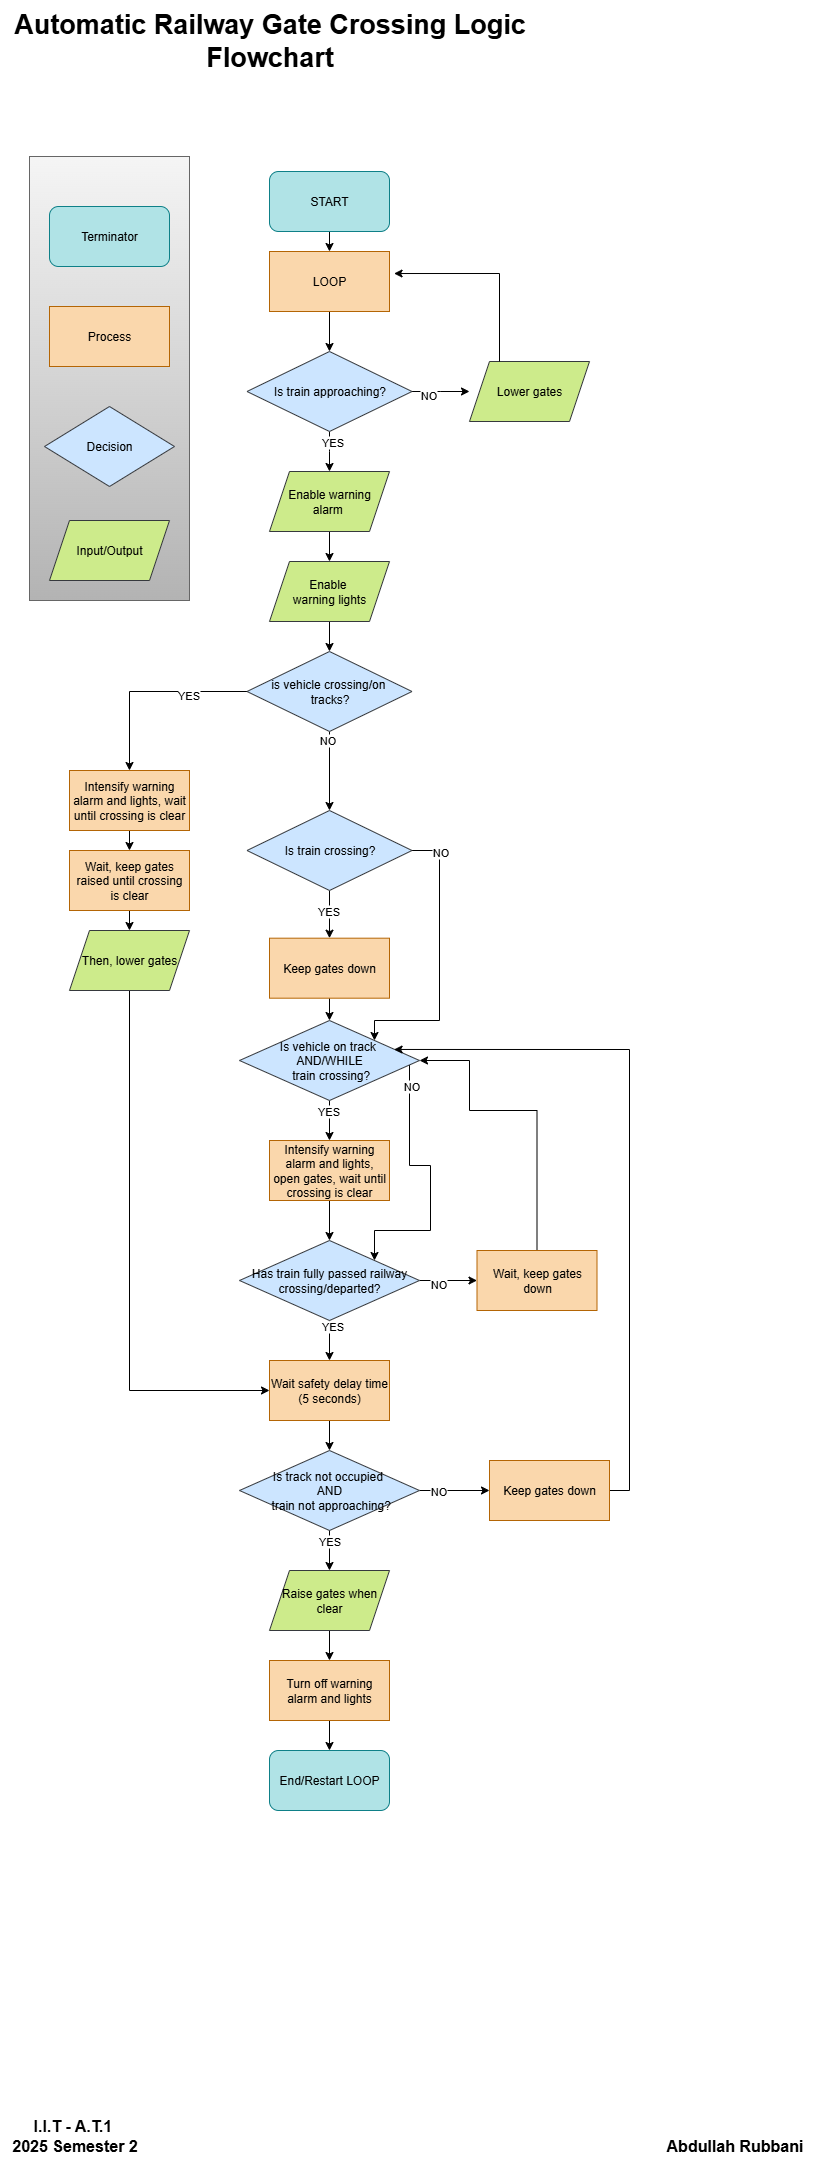 Automatic Railway Gate Crossing Logic
Flowchart
Terminator
Process
Decision
Input/Output
START
LOOP
Is train approaching?
NO
Lower gates
YES
Enable warning
alarm
Enable
warning lights
is vehicle crossing/on
tracks?
YES
NO
Intensify warning
alarm and lights, wait
until crossing is clear
Wait, keep gates
raised until crossing
is clear
Then, lower gates
Is train crossing?
NO
YES
Keep gates down
Is vehicle on track
AND/WHILE
train crossing?
NO
YES
Intensify warning
alarm and lights,
open gates, wait until
crossing is clear
Has train fully passed railway
crossing/departed?
NO
Wait, keep gates
down
YES
Wait safety delay time
(5 seconds)
Is track not occupied
AND
train not approaching?
NO
Keep gates down
YES
Raise gates when
clear
Turn off warning
alarm and lights
End/Restart LOOP
I.I.T - A.T.1
2025 Semester 2
Abdullah Rubbani